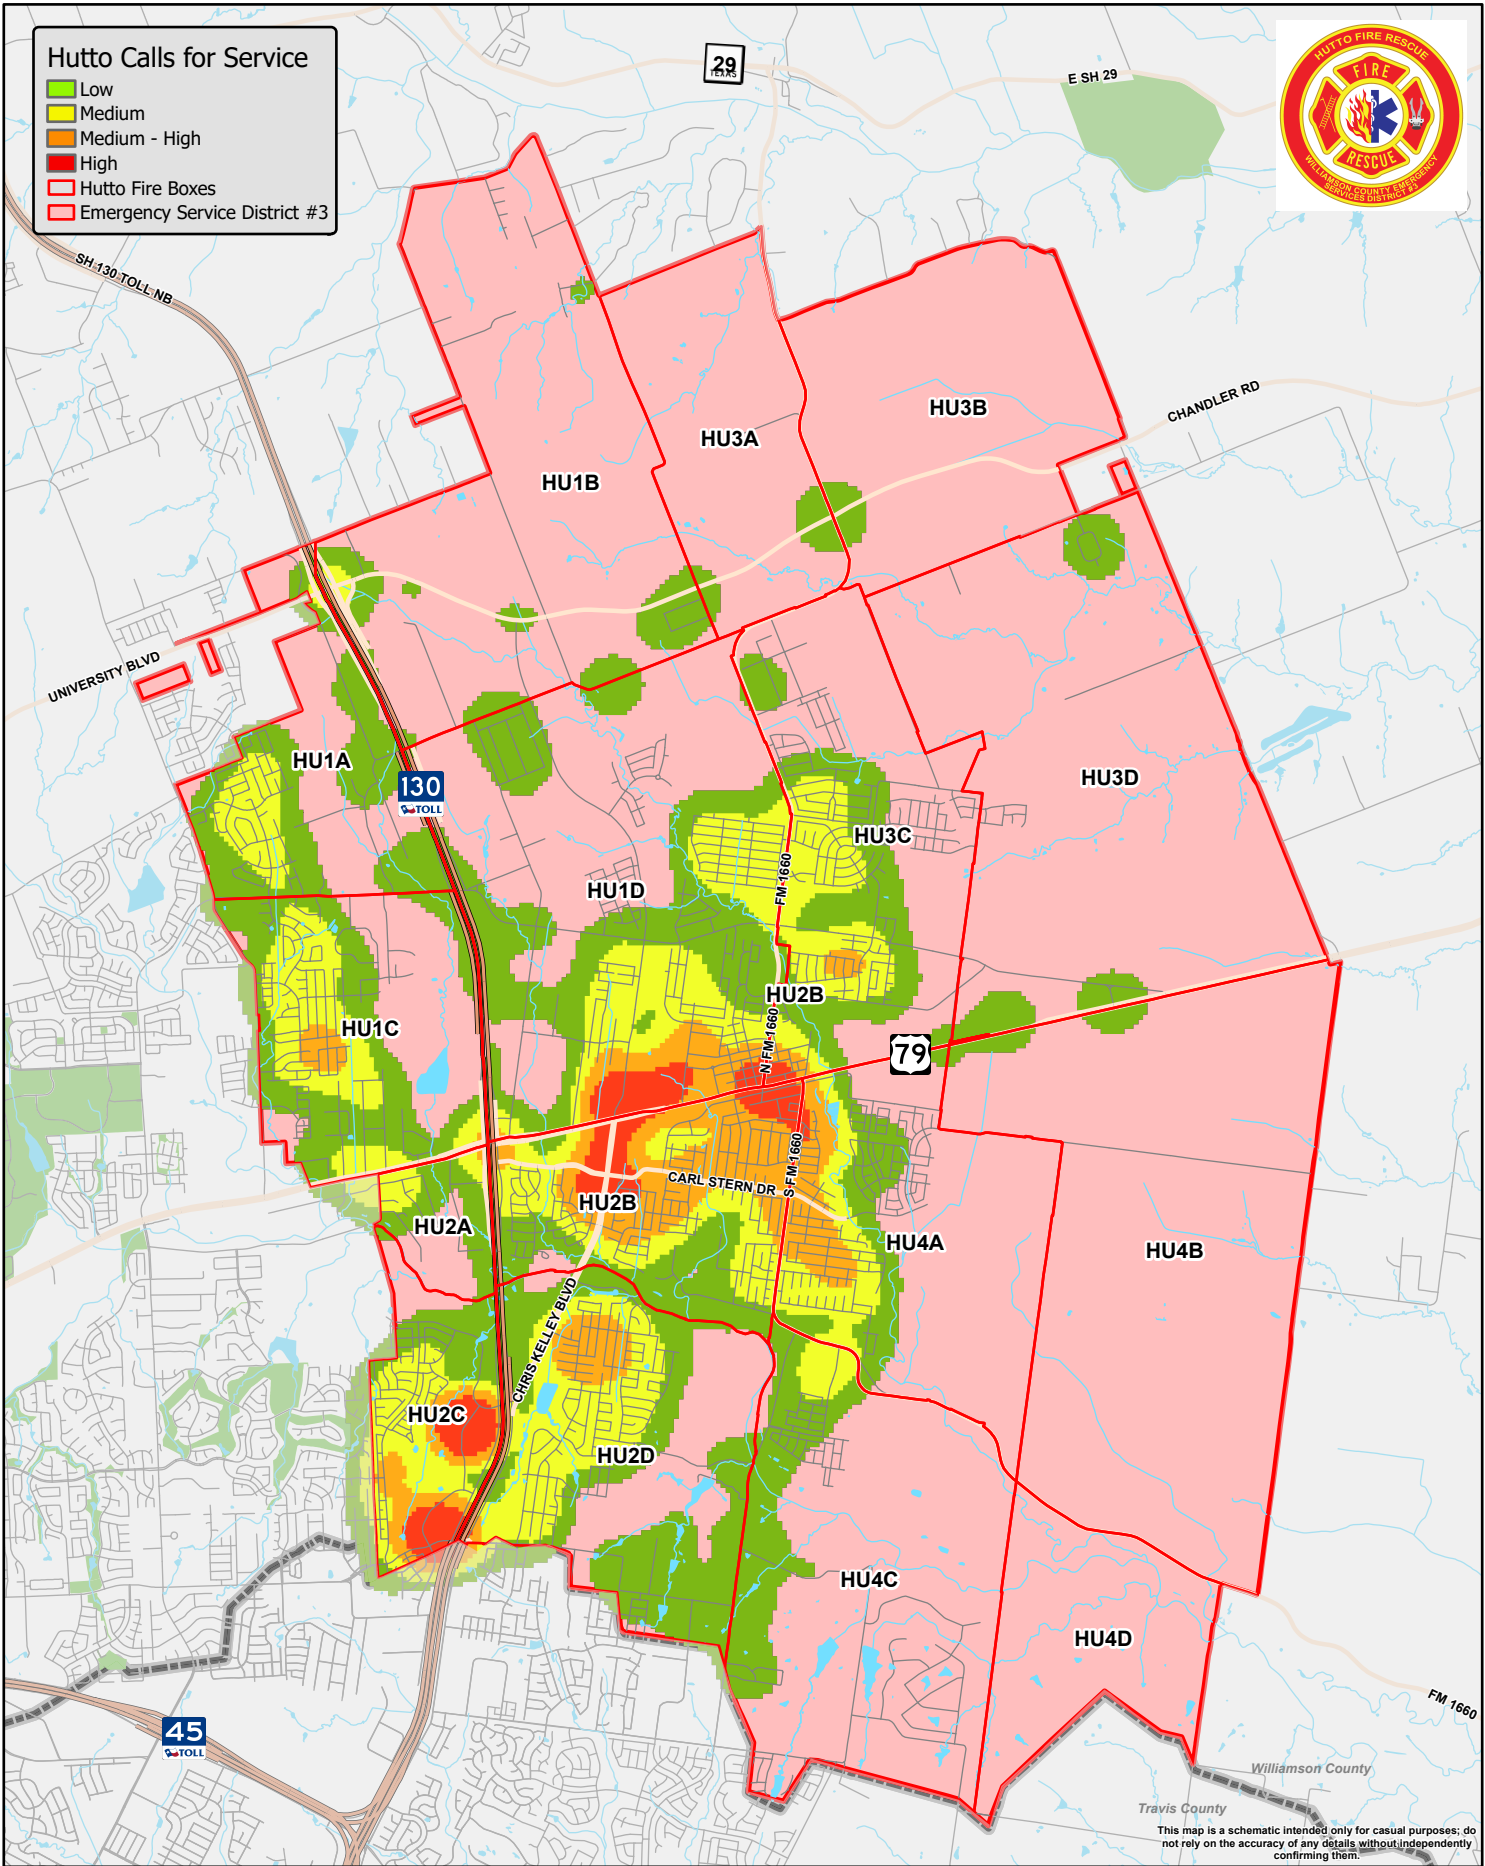 Hutto Calls for Service
Low
Medium
Medium - High
High
Hutto Fire Boxes
Emergency Service District #3
29
TEXAS
E SH 29
HUTTO FIRE RESCUE
FIRE
RESCUE
WILLIAMSON COUNTY EMERGENCY
SERVICES DISTRICT #3
SH 130 TOLL NB
CHANDLER RD
HU3B
HU3A
HU1B
UNIVERSITY BLVD
HU1A
130
TOLL
HU3D
HU3C
FM 1660
HU1D
HU2B
HU1C
N FM 1660
79
CARL STERN DR
S FM 1660
HU2B
HU2A
HU4A
HU4B
CHRIS KELLEY BLVD
HU2C
HU2D
HU4C
HU4D
FM 1660
45
TOLL
Williamson County
Travis County
This map is a schematic intended only for casual purposes; do
not rely on the accuracy of any details without independently
confirming them.